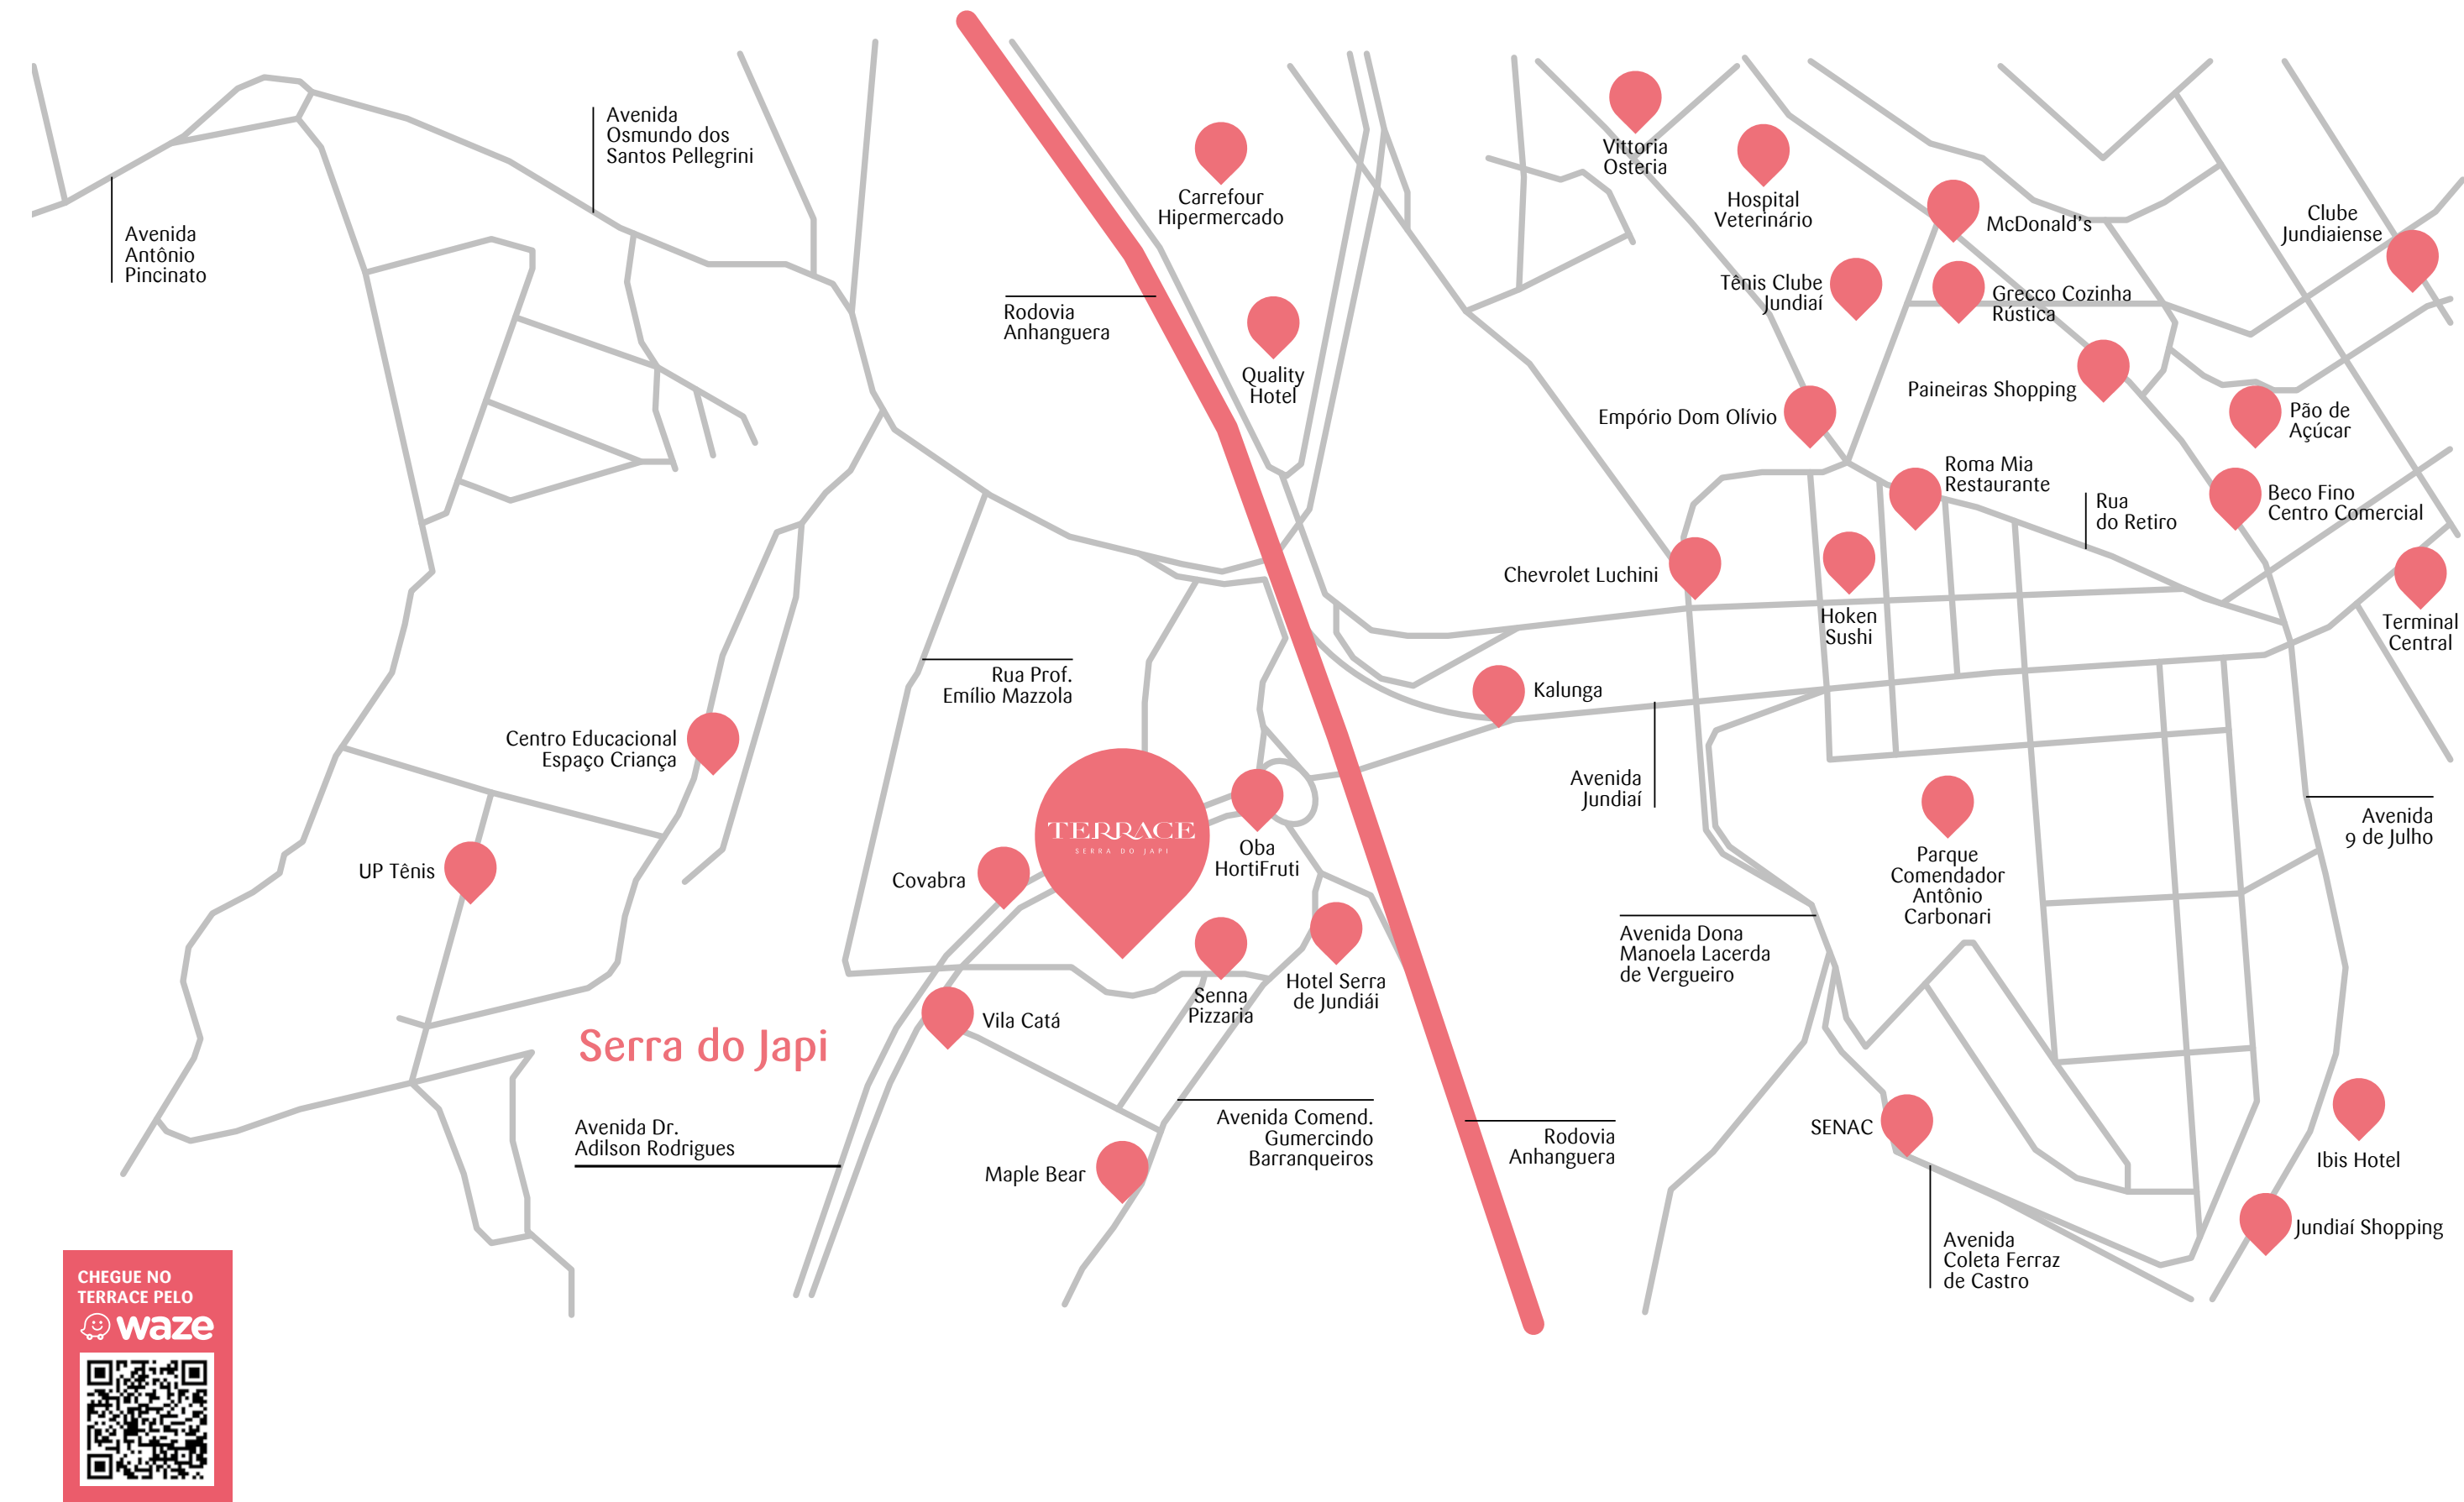 Avenida
Osmundo dos
Santos Pellegrini
Avenida
Antônio
Pincinato
Carrefour
Hipermercado
Rodovia
Anhanguera
Quality
Hotel
Vittoria
Osteria
Hospital
Veterinário
McDonald's
Clube
Jundiaiense
Tênis Clube
Jundiaí
Grecco Cozinha
Rústica
Paineiras Shopping
Empório Dom Olívio
Pão de
Açúcar
Roma Mia
Restaurante
Rua
do Retiro
Beco Fino
Centro Comercial
Chevrolet Luchini
Hoken
Sushi
Terminal
Central
Rua Prof.
Emílio Mazzola
Kalunga
Centro Educacional
Espaço Criança
Avenida
Jundiaí
Avenida
9 de Julho
TERRACE
SERRA DO JAPI
Oba
HortiFruti
UP Tênis
Covabra
Parque
Comendador
Antônio
Carbonari
Avenida Dona
Manoela Lacerda
de Vergueiro
Senna
Pizzaria
Hotel Serra
de Jundiái
Vila Catá
Serra do Japi
Avenida Dr.
Adilson Rodrigues
Avenida Comend.
Gumercindo
Barranqueiros
Rodovia
Anhanguera
SENAC
Ibis Hotel
Maple Bear
Avenida
Coleta Ferraz
de Castro
Jundiaí Shopping
CHEGUE NO
TERRACE PELO
waze